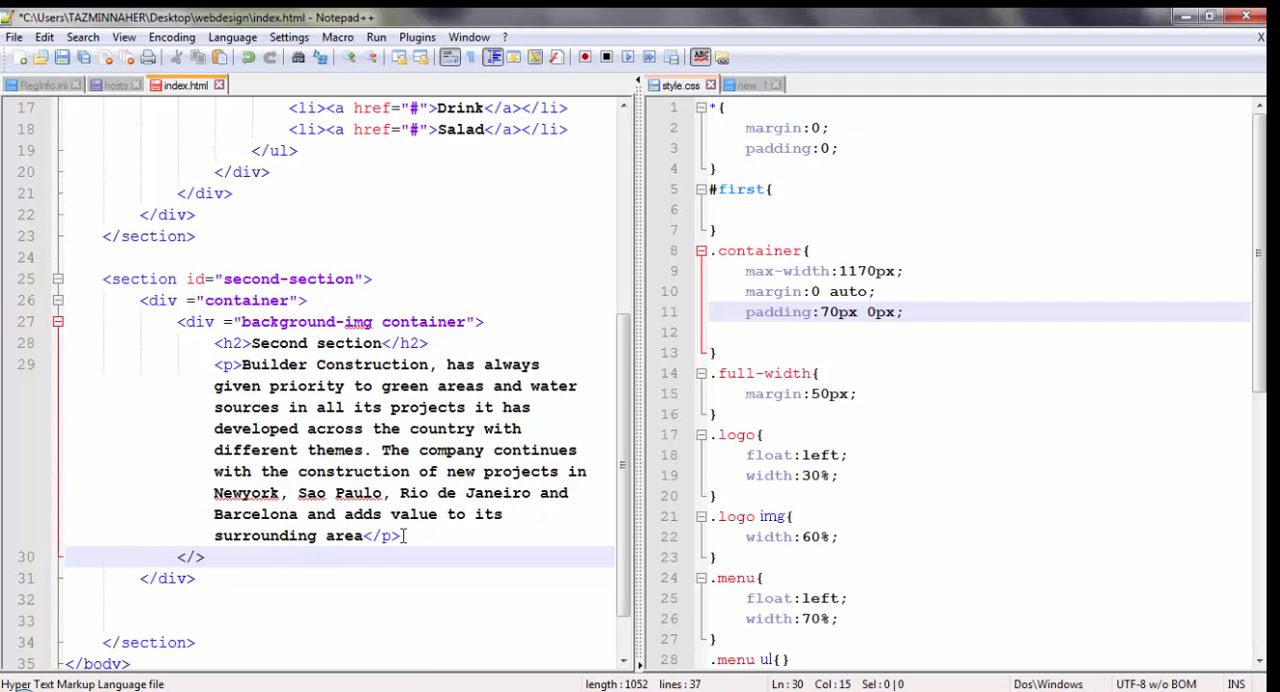 *C:\Users\TAZMINNAHER\Desktop\webdesign\index.html - Notepad++
File Edit Search View Encoding Language Settings Macro Run Plugins Window ? X
RegInfo.ini hosts index.html
17 <li><a href="#">Drink</a></li>
18 <li><a href="#">Salad</a></li>
19 </ul>
20 </div>
21 </div>
22 </div>
23 </section>
24
25 <section id="second-section">
26 <div ="container">
27 <div ="background-img container">
28 <h2>Second section</h2>
29 <p>Builder Construction, has always
given priority to green areas and water
sources in all its projects it has
developed across the country with
different themes. The company continues
with the construction of new projects in
Newyork, Sao Paulo, Rio de Janeiro and
Barcelona and adds value to its
surrounding area</p>
30 </>
31 </div>
32
33
34 </section>
35 </body>
style.css new 1
1 *{
2 margin:0;
3 padding:0;
4 }
5 #first{
6
7 }
8 .container{
9 max-width:1170px;
10 margin:0 auto;
11 padding:70px 0px;
12
13 }
14 .full-width{
15 margin:50px;
16 }
17 .logo{
18 float:left;
19 width:30%;
20 }
21 .logo img{
22 width:60%;
23 }
24 .menu{
25 float:left;
26 width:70%;
27 }
28 .menu ul{}
Hyper Text Markup Language file length : 1052 lines : 37 Ln : 30 Col : 15 Sel : 0 | 0 Dos\Windows UTF-8 w/o BOM INS